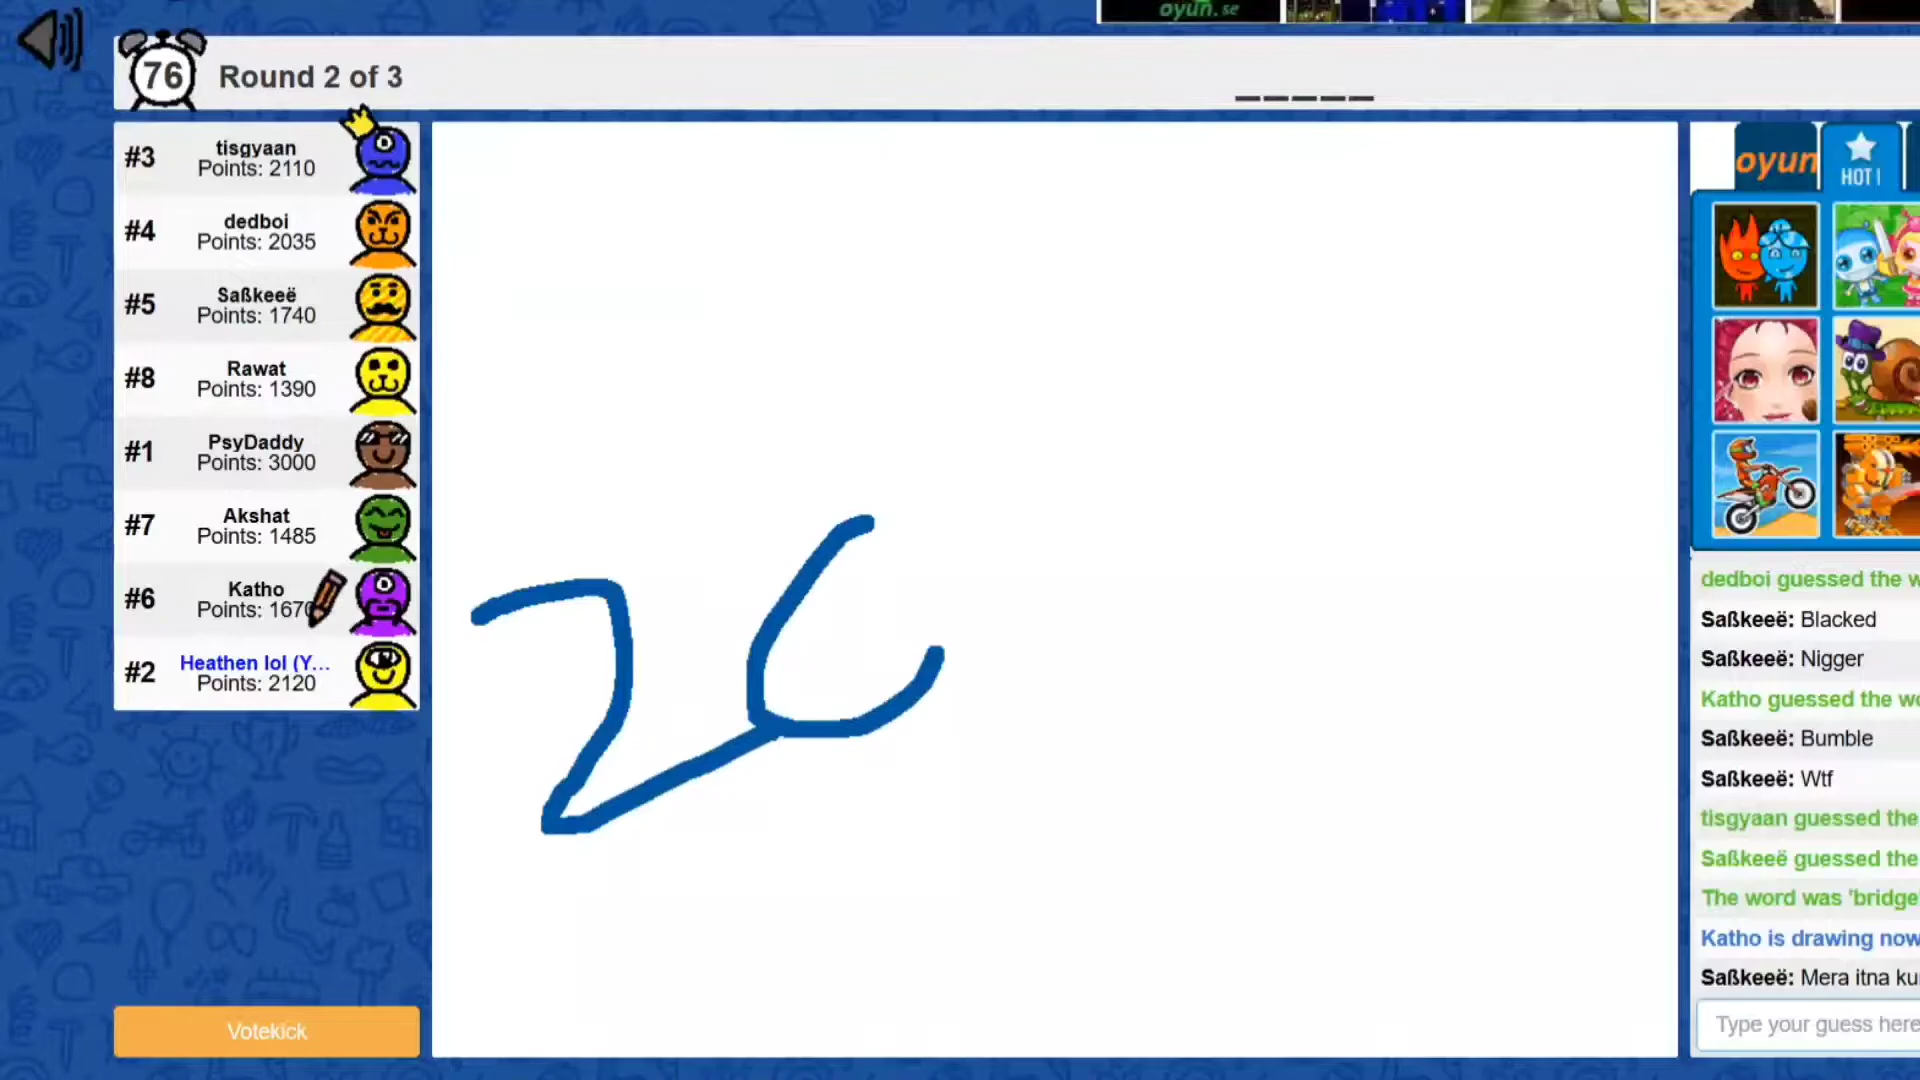 oyun.se
76
Round 2 of 3
_____
#3 tisgyaan
Points: 2110
#4 dedboi
Points: 2035
#5 Saßkeeë
Points: 1740
#8 Rawat
Points: 1390
#1 PsyDaddy
Points: 3000
#7 Akshat
Points: 1485
#6 Katho
Points: 1670
#2 Heathen lol (Y...
Points: 2120
Votekick
oyun
HOT !
dedboi guessed the w
Saßkeeë: Blacked
Saßkeeë: Nigger
Katho guessed the wo
Saßkeeë: Bumble
Saßkeeë: Wtf
tisgyaan guessed the
Saßkeeë guessed the
The word was 'bridge'
Katho is drawing now
Saßkeeë: Mera itna ku
Type your guess here